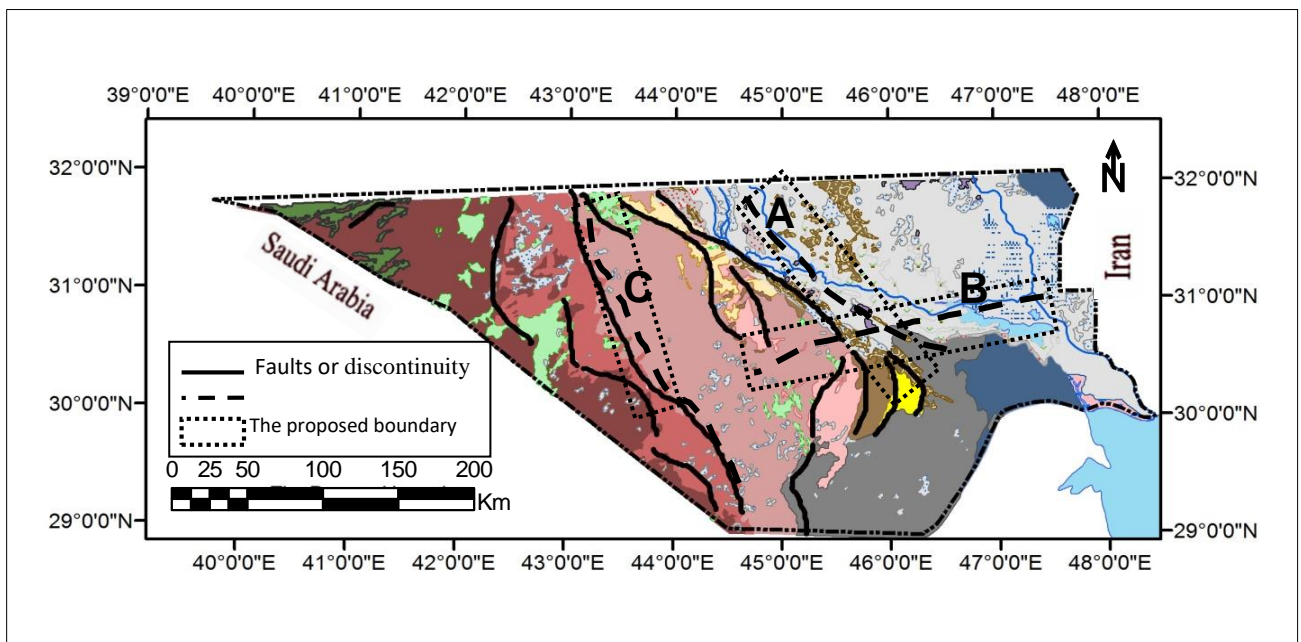 39°0'0"E 40°0'0"E 41°0'0"E 42°0'0"E 43°0'0"E 44°0'0"E 45°0'0"E 46°0'0"E 47°0'0"E 48°0'0"E
32°0'0"N
32°0'0"N
N
A
Saudi Arabia
Iran
31°0'0"N
C
B
31°0'0"N
Faults or discontinuity
30°0'0"N
The proposed boundary
30°0'0"N
0 25 50 100 150 200
Km
29°0'0"N
29°0'0"N
40°0'0"E 41°0'0"E 42°0'0"E 43°0'0"E 44°0'0"E 45°0'0"E 46°0'0"E 47°0'0"E 48°0'0"E